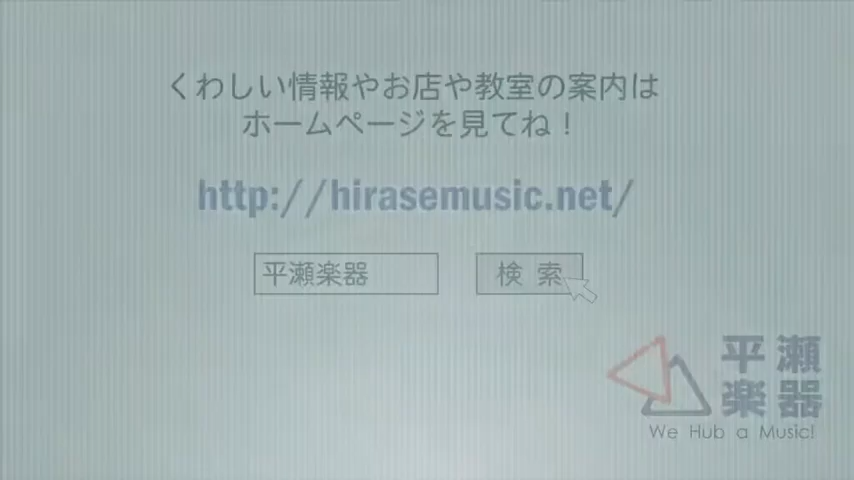 くわしい情報やお店や教室の案内は
ホームページを見てね！
http://hirasemusic.net/
平瀬楽器
検索
平瀬
楽器
We Hub a Music!